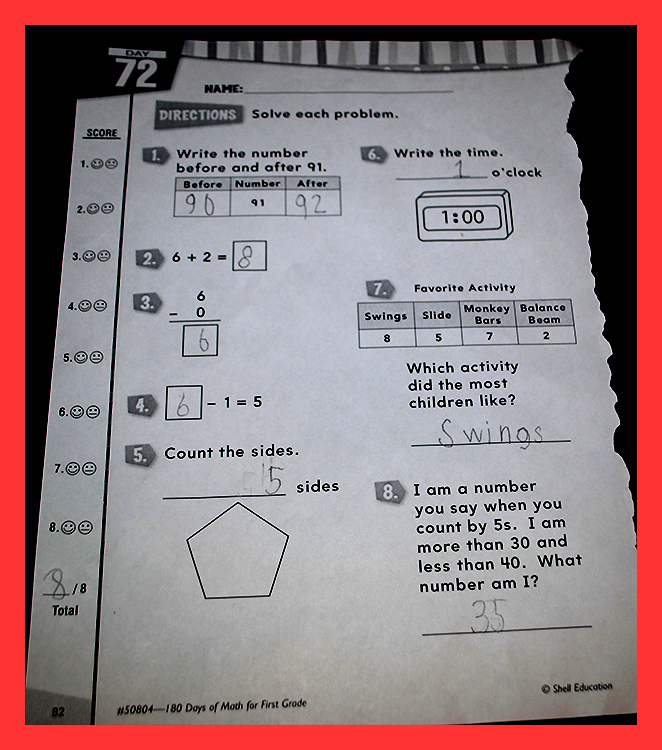 DAY
72
NAME:
DIRECTIONS Solve each problem.
SCORE
1.
2.
3.
4.
5.
6.
7.
8.
8 /8
Total
1. Write the number
before and after 91.
Before Number After
90 91 92
2. 6 + 2 = 8
3. 6
− 0
6
4. 6 − 1 = 5
5. Count the sides.
5 sides
6. Write the time.
1 o'clock
1:00
7. Favorite Activity
Swings Slide Monkey Bars Balance Beam
8 5 7 2
Which activity
did the most
children like?
Swings
8. I am a number
you say when you
count by 5s. I am
more than 30 and
less than 40. What
number am I?
35
82
#50804—180 Days of Math for First Grade
© Shell Education